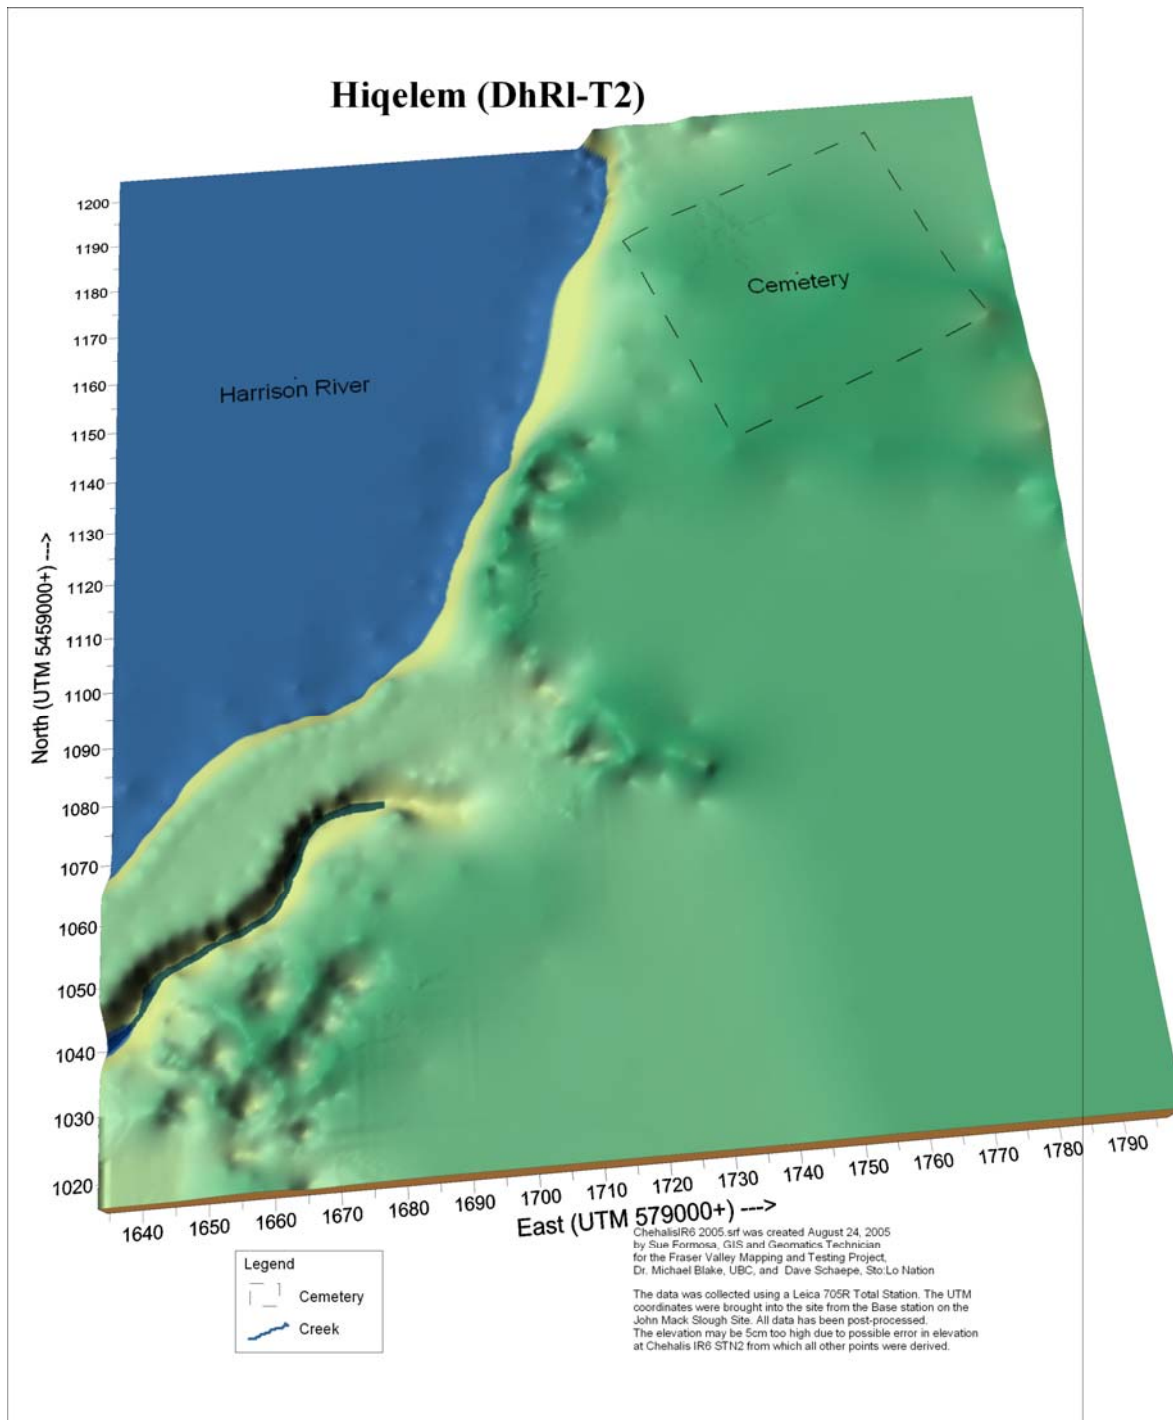 Hiqelem (DhRl-T2)
1200
1190
1180
1170
1160
1150
1140
1130
1120
1110
1100
1090
1080
1070
1060
1050
1040
1030
1020
North (UTM 5459000+) --->
Cemetery
Harrison River
1640
1650
1660
1670
1680
1690
1700
1710
1720
1730
1740
1750
1760
1770
1780
1790
East (UTM 579000+) --->
Legend
Cemetery
Creek
ChehalisIR6 2005.srf was created August 24, 2005
by Sue Formosa, GIS and Geomatics Technician
for the Fraser Valley Mapping and Testing Project,
Dr. Michael Blake, UBC, and Dave Schaepe, Sto:Lo Nation
The data was collected using a Leica 705R Total Station. The UTM
coordinates were brought into the site from the Base station on the
John Mack Slough Site. All data has been post-processed.
The elevation may be 5cm too high due to possible error in elevation
at Chehalis IR6 STN2 from which all other points were derived.